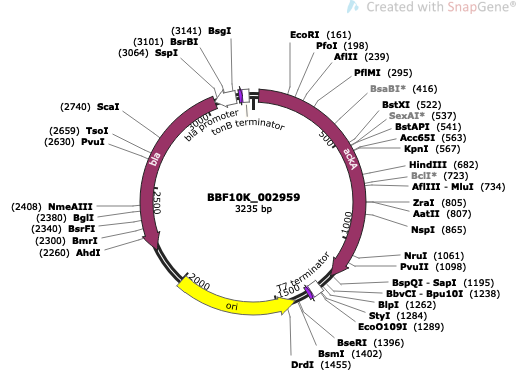 Created with SnapGene®
(3141) BsgI
(3101) BsrBI
(3064) SspI
(2740) ScaI
(2659) TsoI
(2630) PvuI
(2408) NmeAIII
(2380) BglI
(2340) BsrFI
(2300) BmrI
(2260) AhdI
EcoRI (161)
PfoI (198)
AflII (239)
PflMI (295)
BsaBI* (416)
BstXI (522)
SexAI* (537)
BstAPI (541)
Acc65I (563)
KpnI (567)
HindIII (682)
BclI* (723)
AflIII - MluI (734)
ZraI (805)
AatII (807)
NspI (865)
NruI (1061)
PvuII (1098)
BspQI - SapI (1195)
BbvCI - Bpu10I (1238)
BlpI (1262)
StyI (1284)
EcoO109I (1289)
BseRI (1396)
BsmI (1402)
DrdI (1455)
bla promoter
tonB terminator
T7 terminator
ackA
bla
ori
500
1000
1500
2000
2500
3000
BBF10K_002959
3235 bp